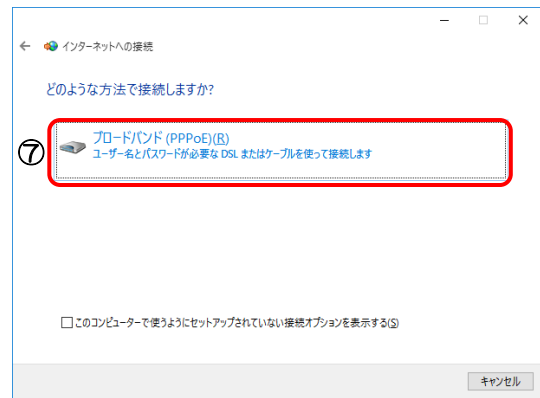 インターネットへの接続
どのような方法で接続しますか?
⑦
ブロードバンド (PPPoE)(R)
ユーザー名とパスワードが必要な DSL またはケーブルを使って接続します
このコンピューターで使うようにセットアップされていない接続オプションを表示する(S)
キャンセル